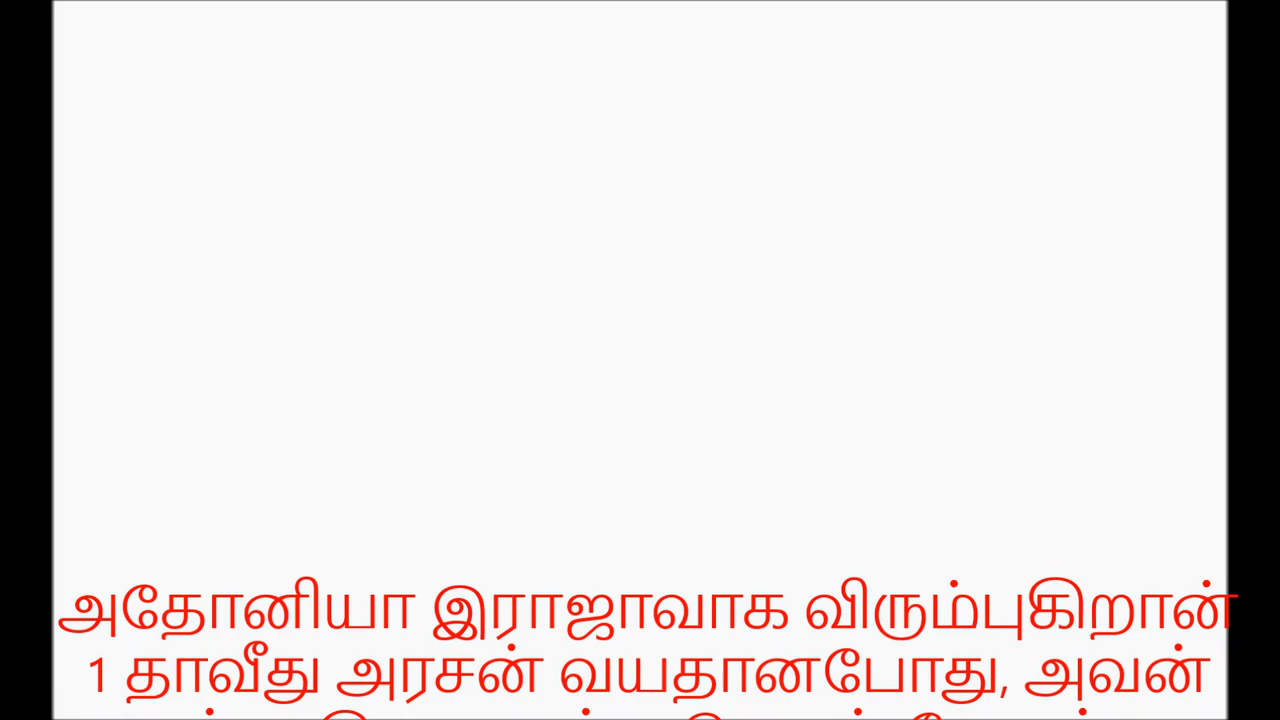 அதோனியா இராஜாவாக விரும்புகிறான்
1 தாவீது அரசன் வயதானபோது, அவன்